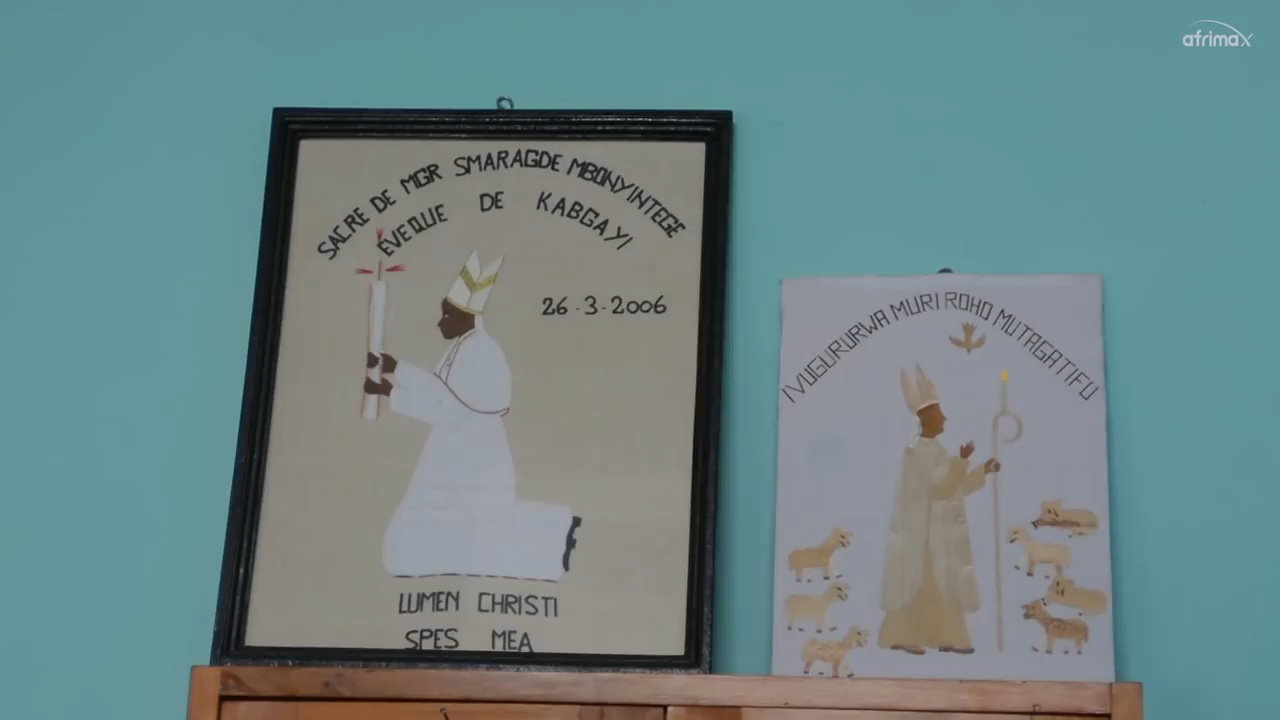 SACRE DE MGR SMARAGDE MBONYINTEGE
EVEQUE DE KABGAYI
26.3.2006
LUMEN CHRISTI
SPES MEA
IVUGURURWA MURI ROHO MUTAGATIFU
afrimax